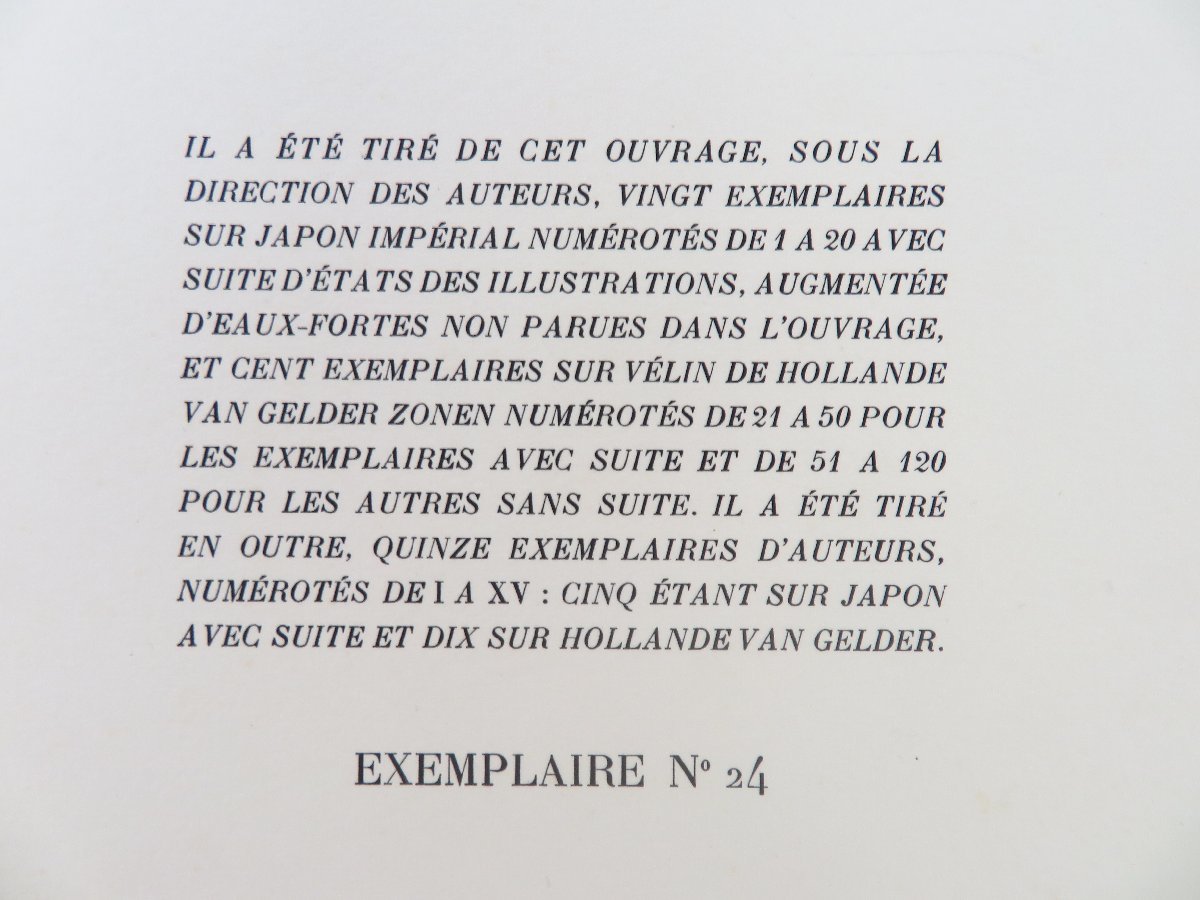 IL A ÉTÉ TIRÉ DE CET OUVRAGE, SOUS LA
DIRECTION DES AUTEURS, VINGT EXEMPLAIRES
SUR JAPON IMPÉRIAL NUMÉROTÉS DE 1 A 20 AVEC
SUITE D'ÉTATS DES ILLUSTRATIONS, AUGMENTÉE
D'EAUX-FORTES NON PARUES DANS L'OUVRAGE,
ET CENT EXEMPLAIRES SUR VÉLIN DE HOLLANDE
VAN GELDER ZONEN NUMÉROTÉS DE 21 A 50 POUR
LES EXEMPLAIRES AVEC SUITE ET DE 51 A 120
POUR LES AUTRES SANS SUITE. IL A ÉTÉ TIRÉ
EN OUTRE, QUINZE EXEMPLAIRES D'AUTEURS,
NUMÉROTÉS DE I A XV : CINQ ÉTANT SUR JAPON
AVEC SUITE ET DIX SUR HOLLANDE VAN GELDER.
EXEMPLAIRE Nº 24